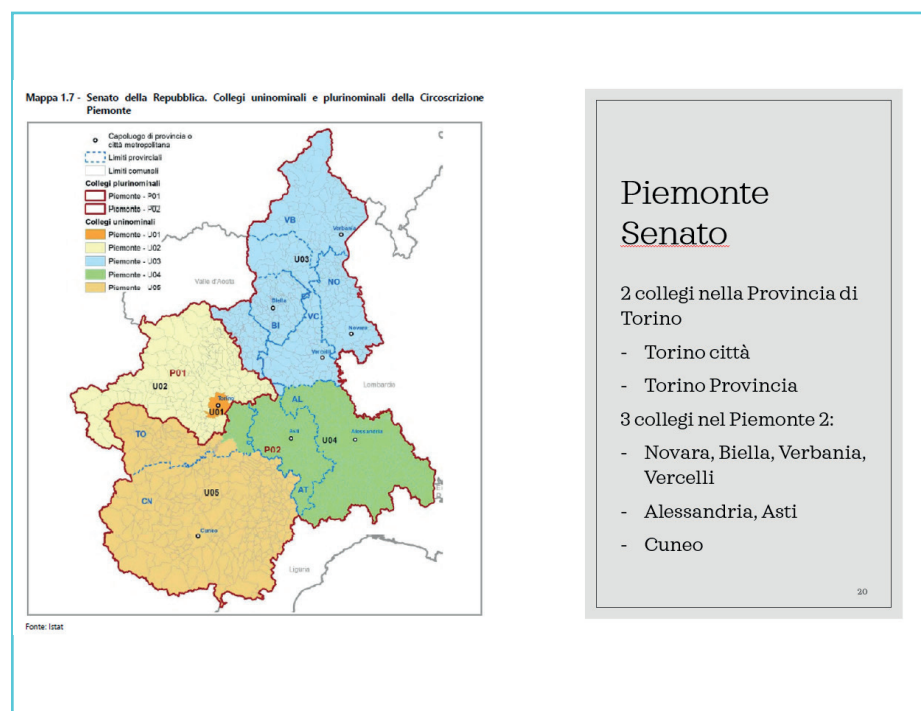 Mappa 1.7 - Senato della Repubblica. Collegi uninominali e plurinominali della Circoscrizione
Piemonte
Capoluogo di provincia o
città metropolitana
Limiti provinciali
Limiti comunali
Collegi plurinominali
Piemonte - P01
Piemonte - P02
Collegi uninominali
Piemonte - U01
Piemonte - U02
Piemonte - U03
Piemonte - U04
Piemonte - U05
VB
Verbania
U03
NO
Valle d'Aosta
Biella
BI
VC
Novara
Vercelli
P01
U02
Lombardia
Torino
U01
AL
TO
Asti
U04
Alessandria
P02
AT
U05
CN
Cuneo
Liguria
Fonte: Istat
Piemonte
Senato
2 collegi nella Provincia di
Torino
- Torino città
- Torino Provincia
3 collegi nel Piemonte 2:
- Novara, Biella, Verbania,
Vercelli
- Alessandria, Asti
- Cuneo
20